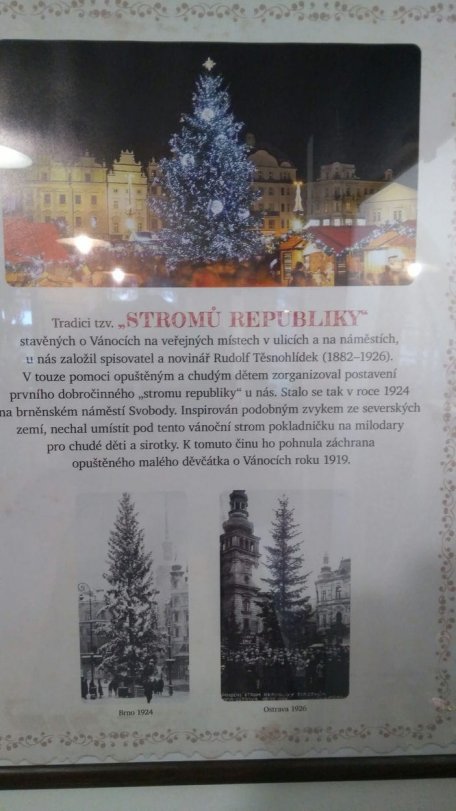 Tradici tzv. „STROMŮ REPUBLIKY“
stavěných o Vánocích na veřejných místech v ulicích a na náměstích,
u nás založil spisovatel a novinář Rudolf Těsnohlídek (1882–1926).
V touze pomoci opuštěným a chudým dětem zorganizoval postavení
prvního dobročinného „stromu republiky“ u nás. Stalo se tak v roce 1924
na brněnském náměstí Svobody. Inspirován podobným zvykem ze severských
zemí, nechal umístit pod tento vánoční strom pokladničku na milodary
pro chudé děti a sirotky. K tomuto činu ho pohnula záchrana
opuštěného malého děvčátka o Vánocích roku 1919.
STROM REPUBLIKY
Brno 1924
Ostrava 1926